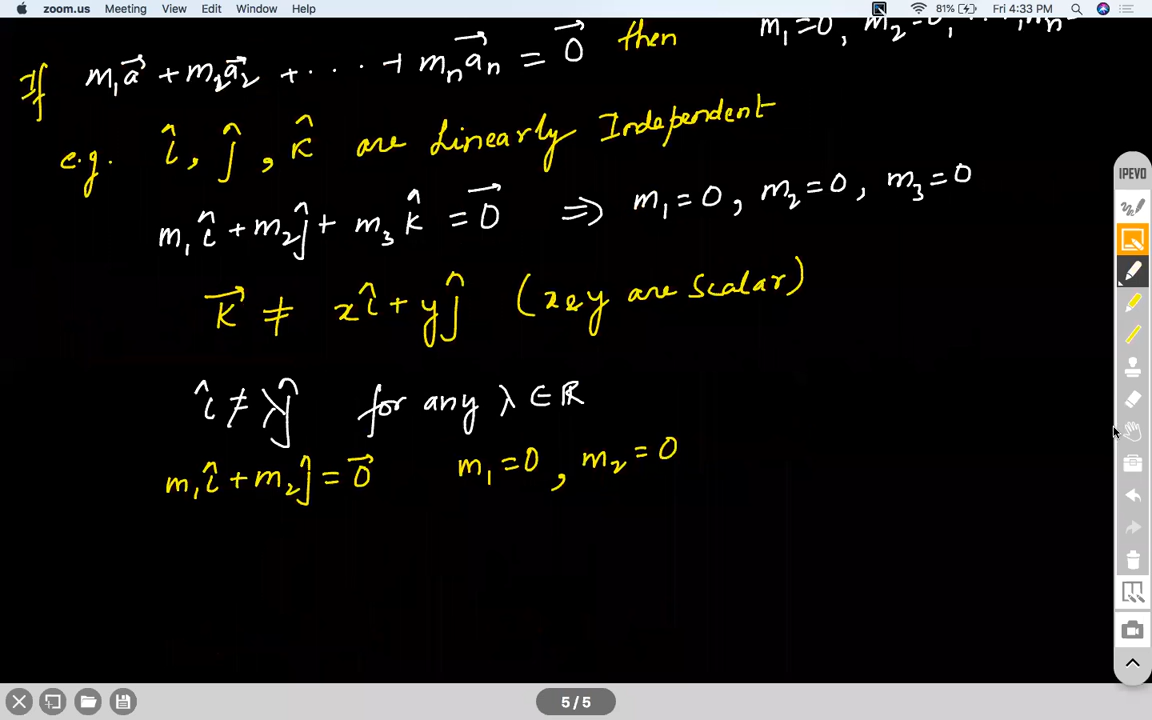 zoom.us Meeting View Edit Window Help 81% Fri 4:33 PM
m₁=0, m₂=0, ..., mₙ=
If m₁a⃗ + m₂a⃗₂ + ... + mₙa⃗ₙ = 0⃗ then
e.g. î, ĵ, k̂ are Linearly Independent
m₁î + m₂ĵ + m₃k̂ = 0⃗ ⇒ m₁=0, m₂=0, m₃=0
k⃗ ≠ xî + yĵ (x & y are scalar)
î ≠ λĵ for any λ ∈ ℝ
m₁î + m₂ĵ = 0⃗ m₁=0, m₂=0
IPEVO
5/5